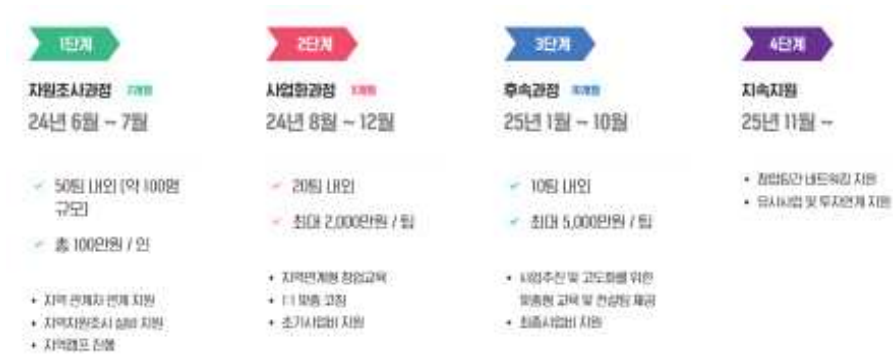 1단계
자원조사과정 2개월
24년 6월 ~ 7월
50팀 내외 (약 100명
규모)
총 100만원 / 인
지역 관계자 연계 지원
지역자원조사 실비 지원
지역캠프 진행
2단계
사업화과정 5개월
24년 8월 ~ 12월
20팀 내외
최대 2,000만원 / 팀
지역연계형 창업교육
1:1 맞춤 코칭
초기사업비 지원
3단계
후속과정
25년 1월 ~ 10월
10팀 내외
최대 5,000만원 / 팀
사업추진 및 고도화를 위한
맞춤형 교육 및 컨설팅 제공
최종사업비 지원
4단계
지속지원
25년 11월 ~
창업팀간 네트워킹 지원
유사사업 및 투자연계 지원